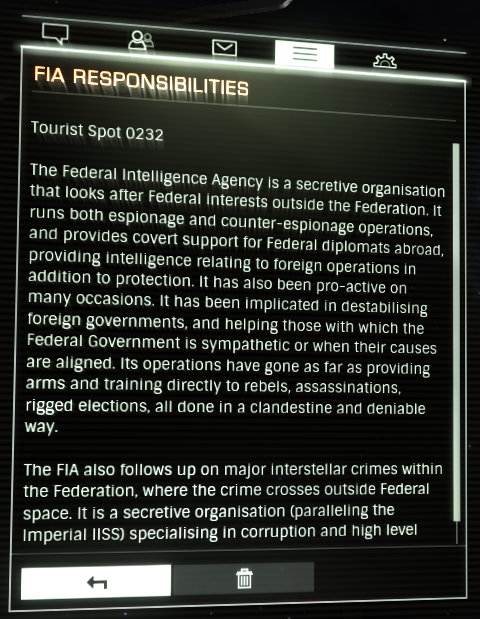 FIA RESPONSIBILITIES
Tourist Spot 0232
The Federal Intelligence Agency is a secretive organisation
that looks after Federal interests outside the Federation. It
runs both espionage and counter-espionage operations,
and provides covert support for Federal diplomats abroad,
providing intelligence relating to foreign operations in
addition to protection. It has also been pro-active on
many occasions. It has been implicated in destabilising
foreign governments, and helping those with which the
Federal Government is sympathetic or when their causes
are aligned. Its operations have gone as far as providing
arms and training directly to rebels, assassinations,
rigged elections, all done in a clandestine and deniable
way.
The FIA also follows up on major interstellar crimes within
the Federation, where the crime crosses outside Federal
space. It is a secretive organisation (paralleling the
Imperial IISS) specialising in corruption and high level